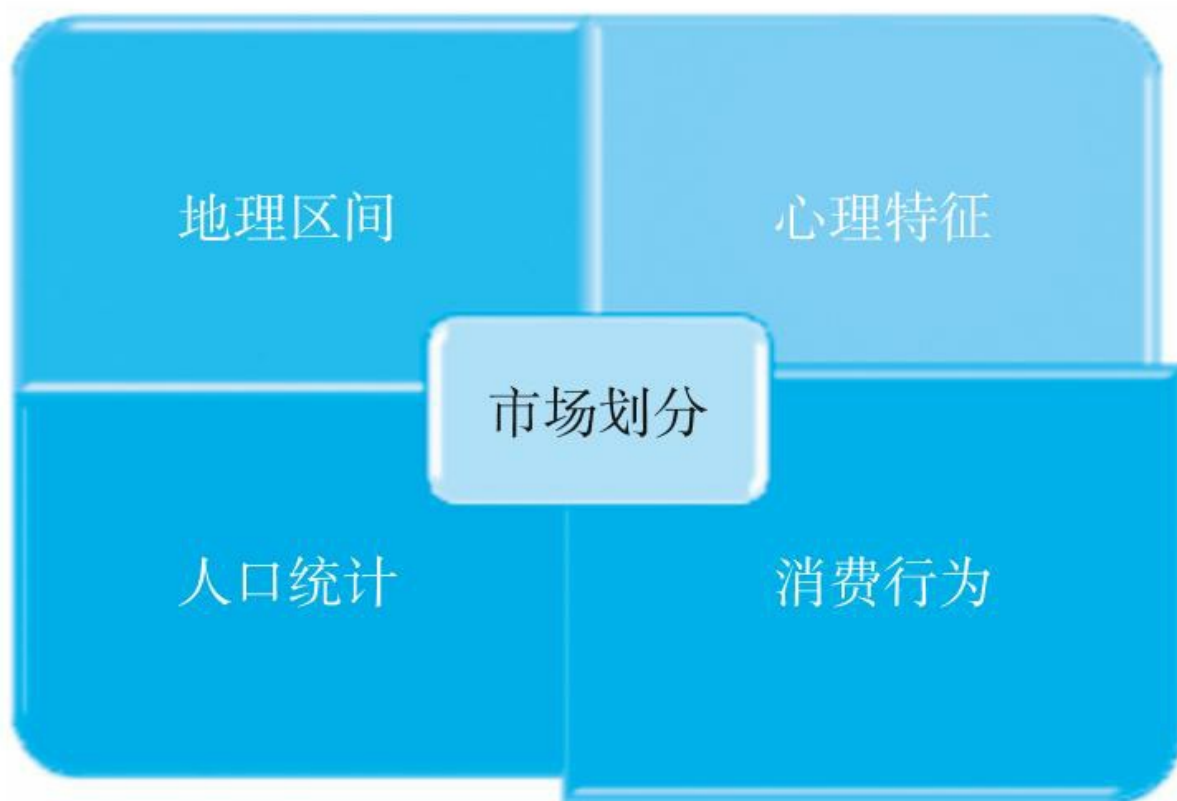 地理区间
心理特征
市场划分
人口统计
消费行为